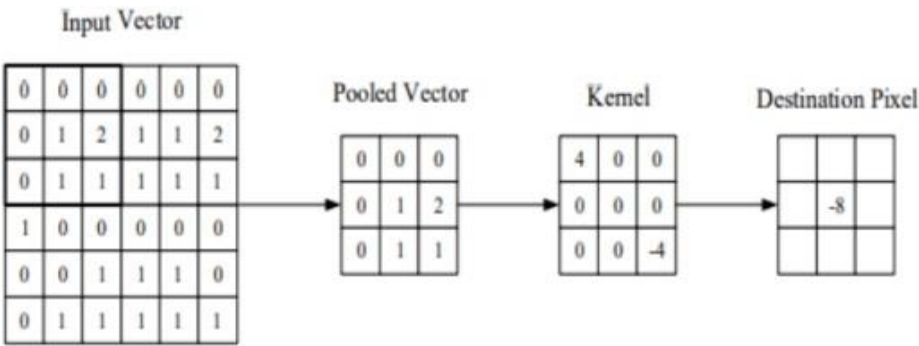 Input Vector
Pooled Vector
Kernel
Destination Pixel
0 0 0 0 0 0
0 1 2 1 1 2
0 1 1 1 1 1
1 0 0 0 0 0
0 0 1 1 1 0
0 1 1 1 1 1
0 0 0
0 1 2
0 1 1
4 0 0
0 0 0
0 0 -4
-8